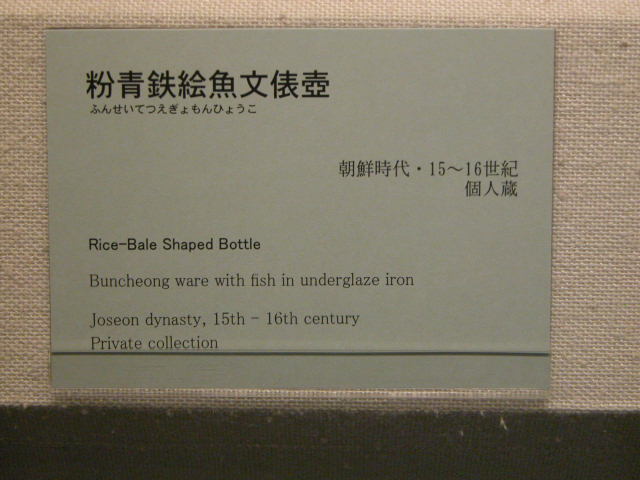 粉青鉄絵魚文俵壺
ふんせいてつえぎょもんひょうこ
朝鮮時代・15～16世紀
個人蔵
Rice-Bale Shaped Bottle
Buncheong ware with fish in underglaze iron
Joseon dynasty, 15th - 16th century
Private collection